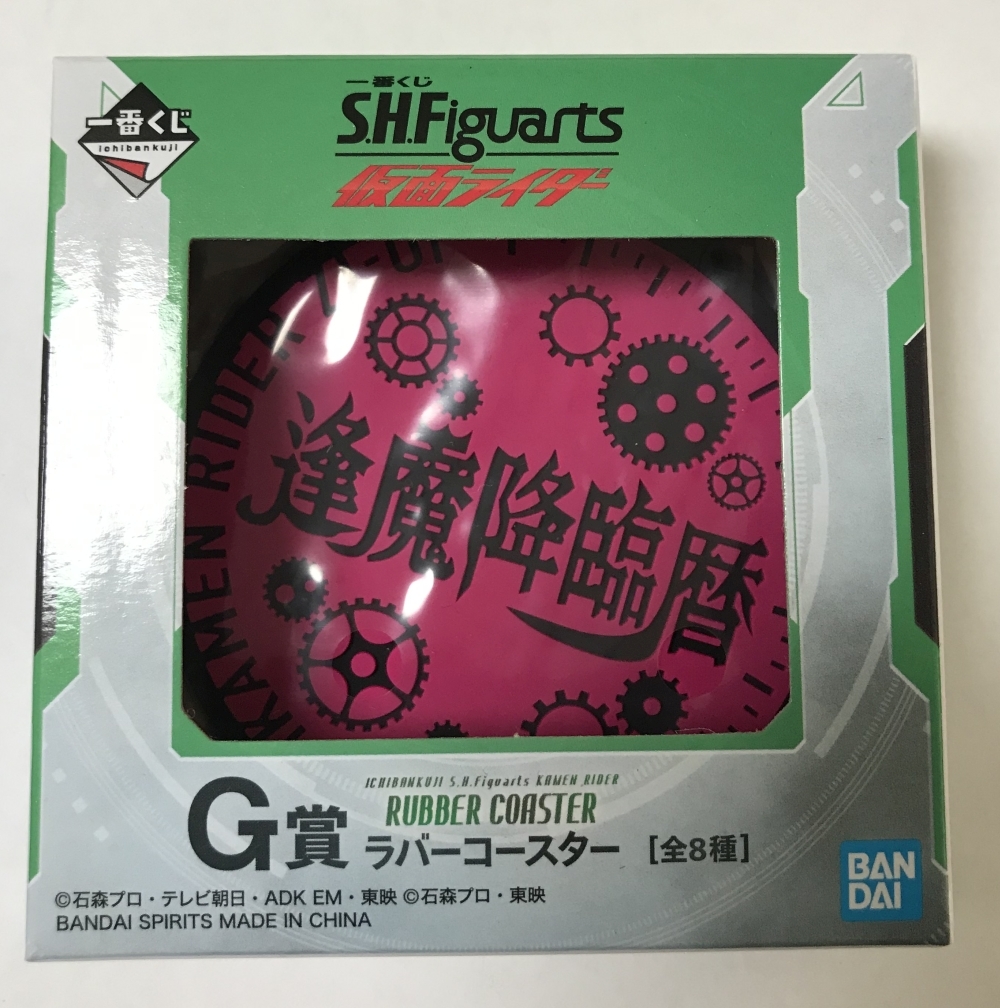 一番くじ
ichibankuji
一番くじ
S.H.Figuarts
仮面ライダー
KAMEN RIDER
逢魔降臨暦
ICHIBANKUJI S.H.Figuarts KAMEN RIDER
RUBBER COASTER
G賞 ラバーコースター [全8種]
BAN
DAI
©石森プロ・テレビ朝日・ADK EM・東映 ©石森プロ・東映
BANDAI SPIRITS MADE IN CHINA